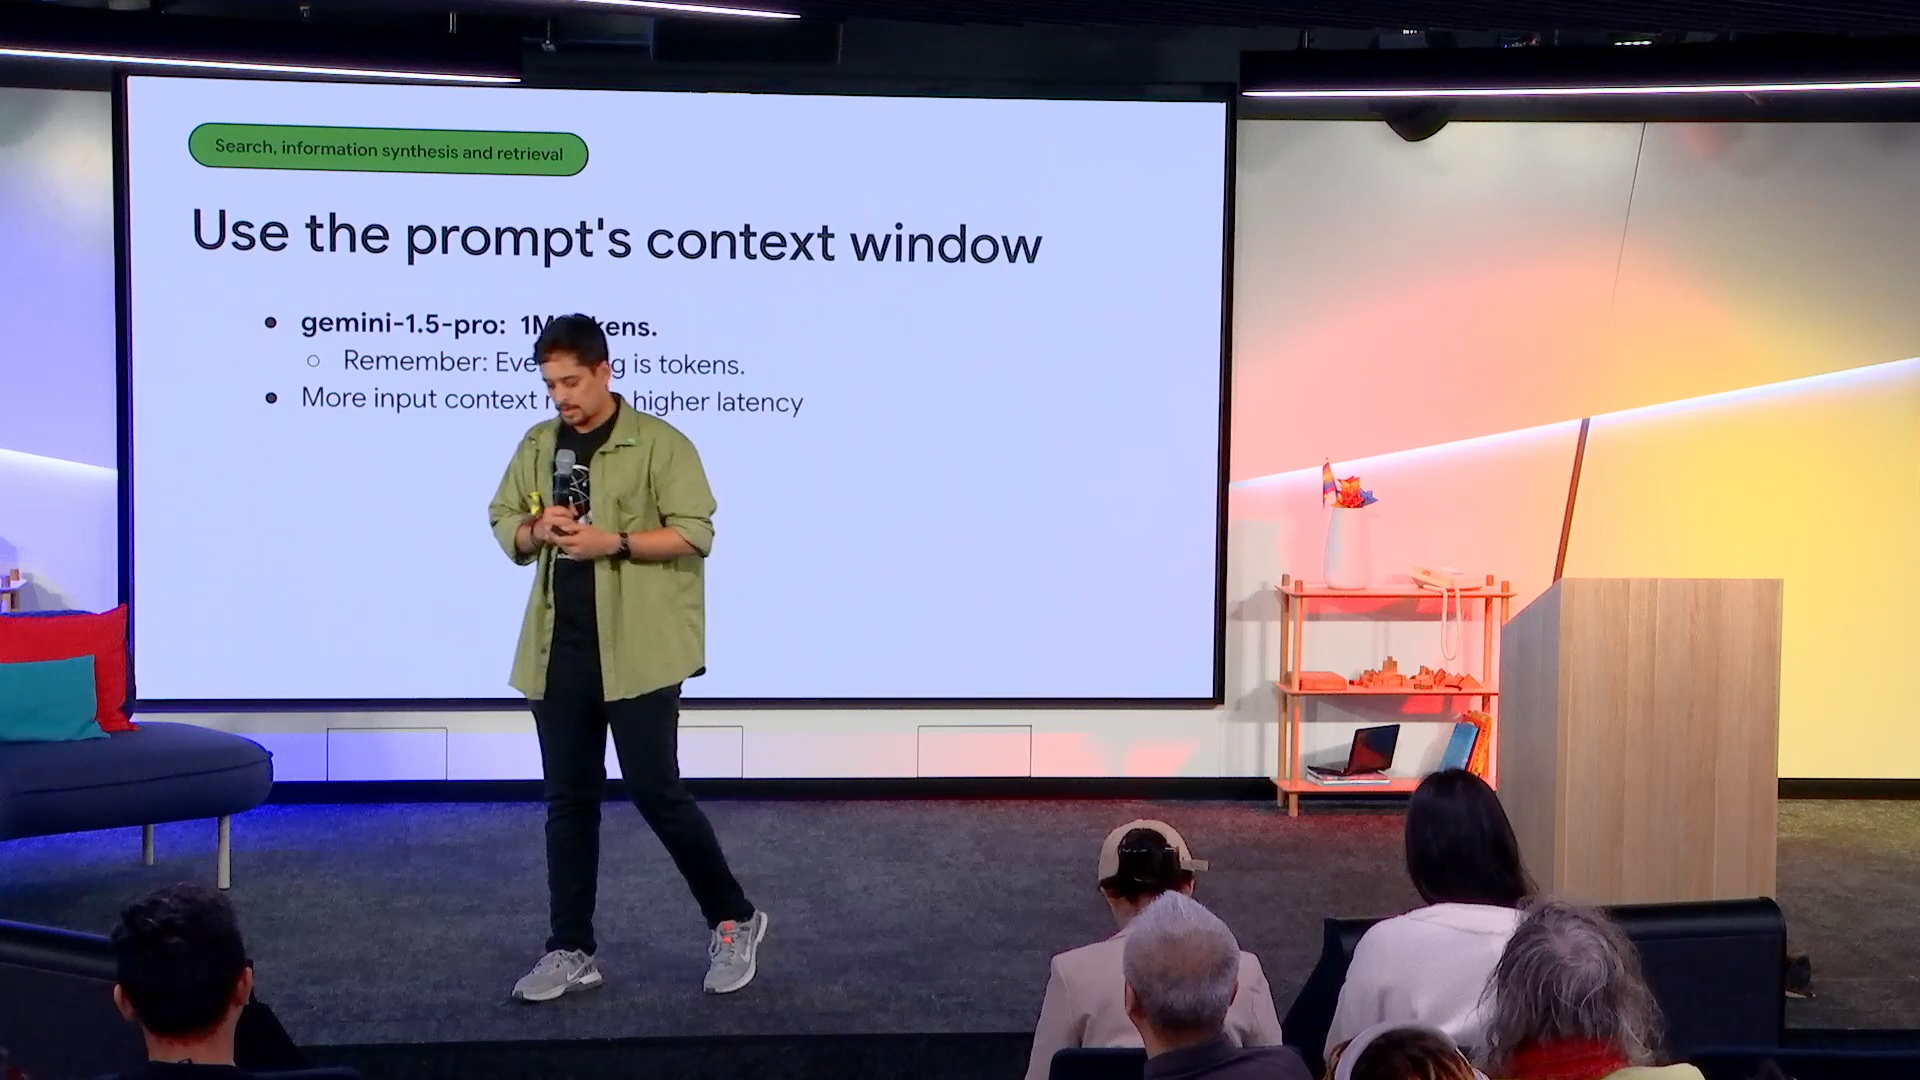 Search, information synthesis and retrieval
Use the prompt's context window
gemini-1.5-pro: 1M tokens.
Remember: Eve g is tokens.
More input context higher latency